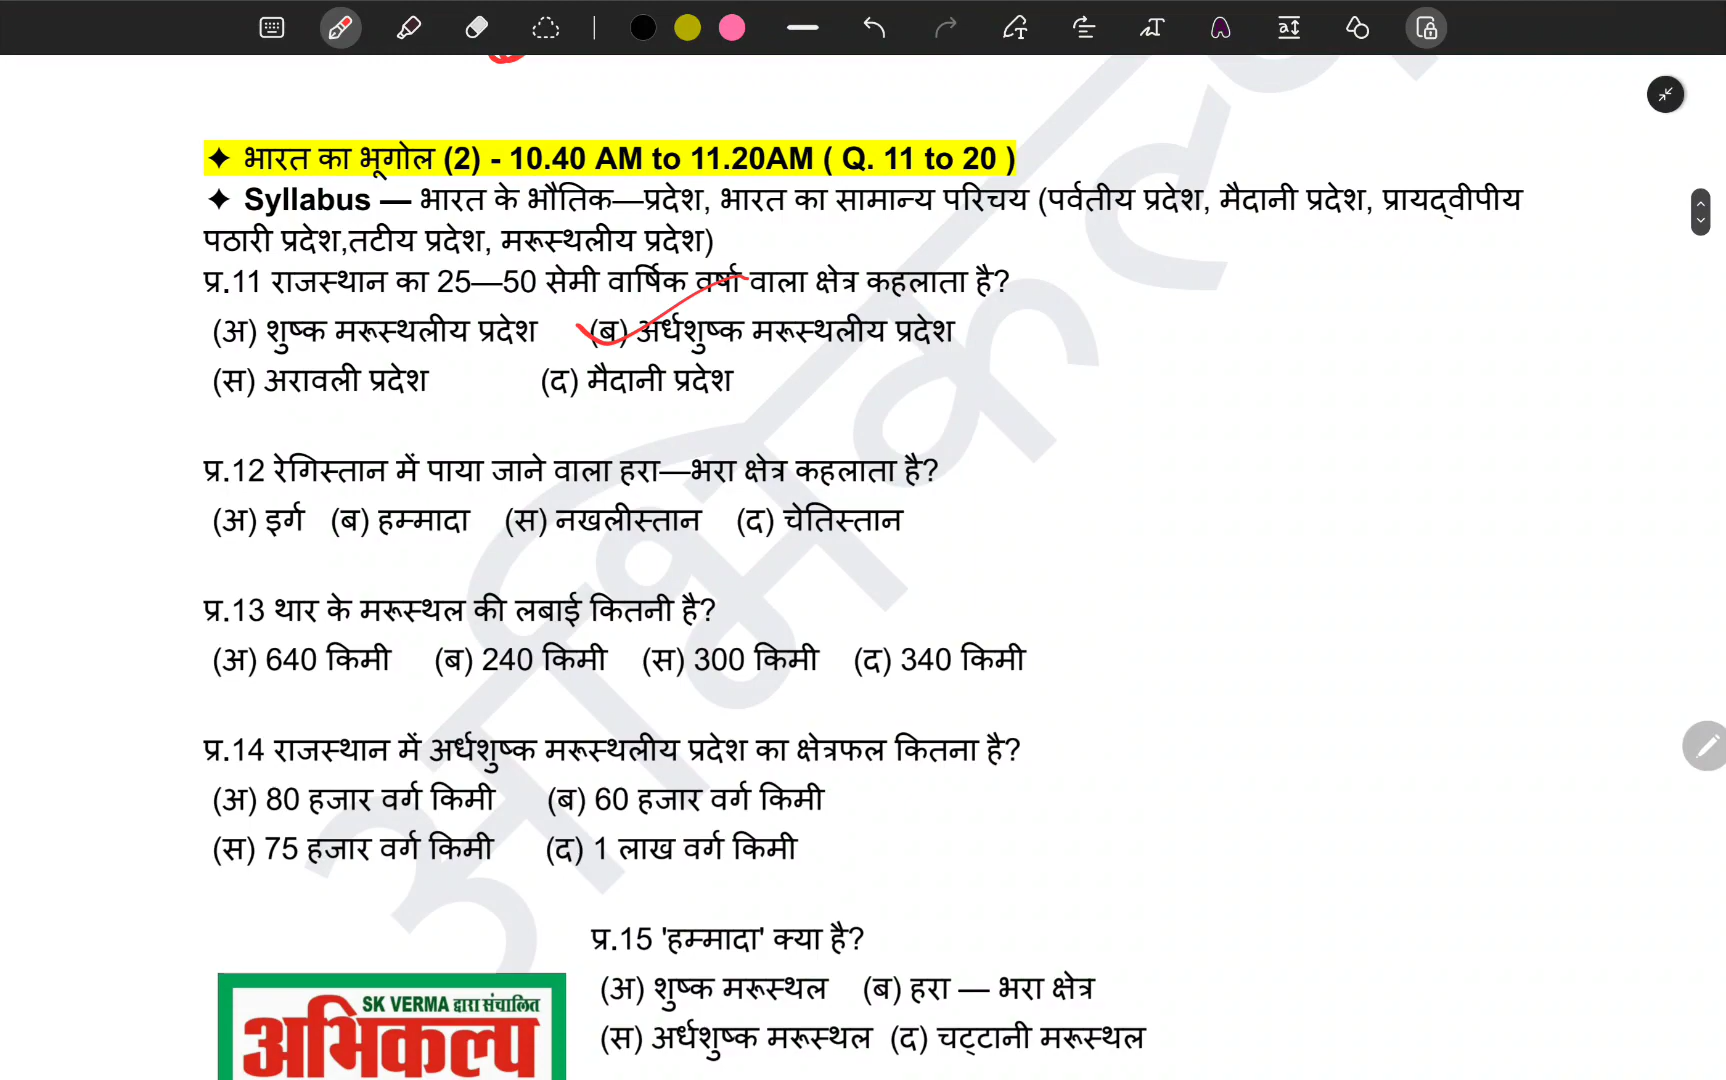 ✦ भारत का भूगोल (2) - 10.40 AM to 11.20AM ( Q. 11 to 20 )
✦ Syllabus — भारत के भौतिक—प्रदेश, भारत का सामान्य परिचय (पर्वतीय प्रदेश, मैदानी प्रदेश, प्रायद्वीपीय
पठारी प्रदेश,तटीय प्रदेश, मरूस्थलीय प्रदेश)
प्र.11 राजस्थान का 25—50 सेमी वार्षिक वर्षा वाला क्षेत्र कहलाता है?
(अ) शुष्क मरूस्थलीय प्रदेश (ब) अर्धशुष्क मरूस्थलीय प्रदेश
(स) अरावली प्रदेश (द) मैदानी प्रदेश
प्र.12 रेगिस्तान में पाया जाने वाला हरा—भरा क्षेत्र कहलाता है?
(अ) इर्ग (ब) हम्मादा (स) नखलीस्तान (द) चेतिस्तान
प्र.13 थार के मरूस्थल की लबाई कितनी है?
(अ) 640 किमी (ब) 240 किमी (स) 300 किमी (द) 340 किमी
प्र.14 राजस्थान में अर्धशुष्क मरूस्थलीय प्रदेश का क्षेत्रफल कितना है?
(अ) 80 हजार वर्ग किमी (ब) 60 हजार वर्ग किमी
(स) 75 हजार वर्ग किमी (द) 1 लाख वर्ग किमी
प्र.15 'हम्मादा' क्या है?
(अ) शुष्क मरूस्थल (ब) हरा — भरा क्षेत्र
(स) अर्धशुष्क मरूस्थल (द) चट्टानी मरूस्थल
SK VERMA द्वारा संचालित
अभिकल्प